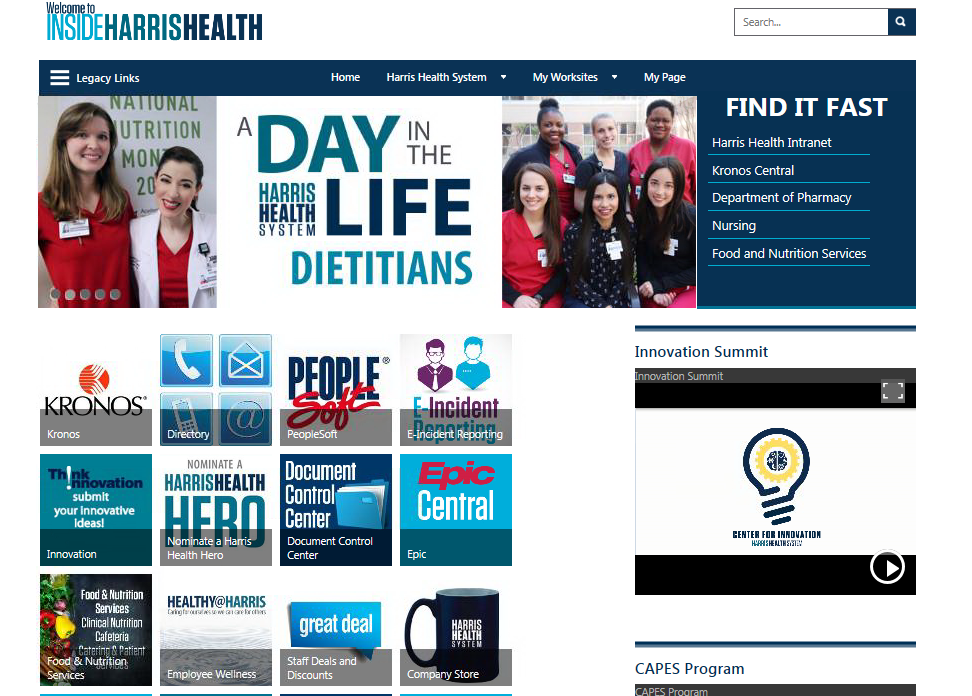 Welcome to
INSIDEHARRISHEALTH
Search...
Legacy Links
Home
Harris Health System
My Worksites
My Page
NATIONAL
NUTRITION
MON
20
A DAY IN THE
HARRIS HEALTH SYSTEM LIFE
DIETITIANS
FIND IT FAST
Harris Health Intranet
Kronos Central
Department of Pharmacy
Nursing
Food and Nutrition Services
KRONOS®
Kronos
@
Directory
PEOPLE®
Soft
PeopleSoft
E-Incident
Reporting
E-Incident Reporting
Th!nk
!nnovation
submit
your innovative
ideas!
Innovation
NOMINATE A
HARRISHEALTH
HERO
Nominate a Harris
Health Hero
Document
Control
Center
Document Control
Center
Epic
Central
Epic
Food & Nutrition
Services
Clinical Nutrition
Cafeteria
Catering & Patient
Services
Food & Nutrition
Services
HEALTHY@HARRIS
Caring for ourselves so we can care for others
Employee Wellness
great deal
Staff Deals and
Discounts
HARRIS
HEALTH
SYSTEM
Company Store
Innovation Summit
Innovation Summit
CENTER FOR INNOVATION
HARRISHEALTHSYSTEM
CAPES Program
CAPES Program